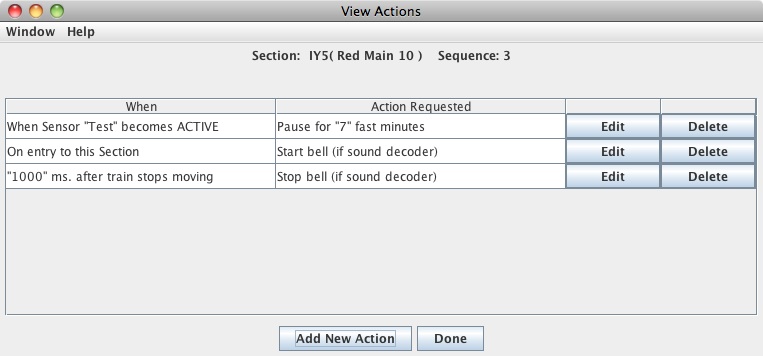 View Actions
Window Help
Section: IY5( Red Main 10 ) Sequence: 3
When Action Requested
When Sensor "Test" becomes ACTIVE Pause for "7" fast minutes Edit Delete
On entry to this Section Start bell (if sound decoder) Edit Delete
"1000" ms. after train stops moving Stop bell (if sound decoder) Edit Delete
Add New Action Done